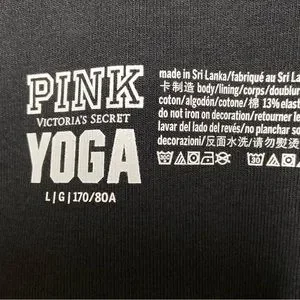 PINK
VICTORIA'S SECRET
YOGA
L | G | 170/80A
made in Sri Lanka/fabriqué au Sri
卡制造 body/lining/corps/doublur
coton/algodón/cotone/棉 13% elast
do not iron on decoration/retourner le
lavar del lado del revés/no planchar so
decorazioni/反面水洗/请勿熨烫
30